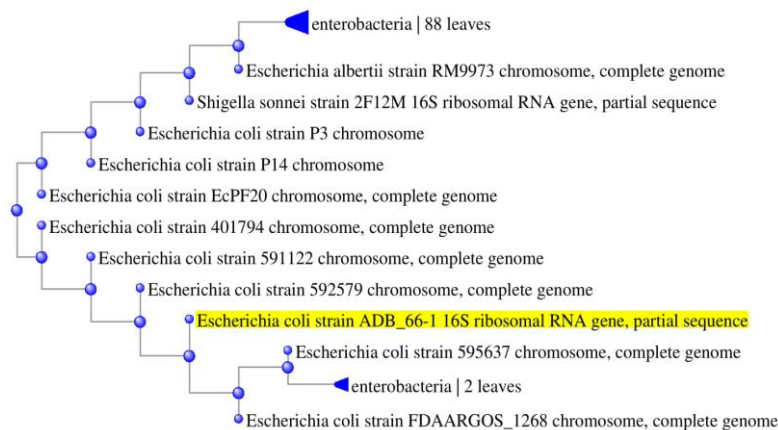 enterobacteria | 88 leaves
Escherichia albertii strain RM9973 chromosome, complete genome
Shigella sonnei strain 2F12M 16S ribosomal RNA gene, partial sequence
Escherichia coli strain P3 chromosome
Escherichia coli strain P14 chromosome
Escherichia coli strain EcPF20 chromosome, complete genome
Escherichia coli strain 401794 chromosome, complete genome
Escherichia coli strain 591122 chromosome, complete genome
Escherichia coli strain 592579 chromosome, complete genome
Escherichia coli strain ADB_66-1 16S ribosomal RNA gene, partial sequence
Escherichia coli strain 595637 chromosome, complete genome
enterobacteria | 2 leaves
Escherichia coli strain FDAARGOS_1268 chromosome, complete genome